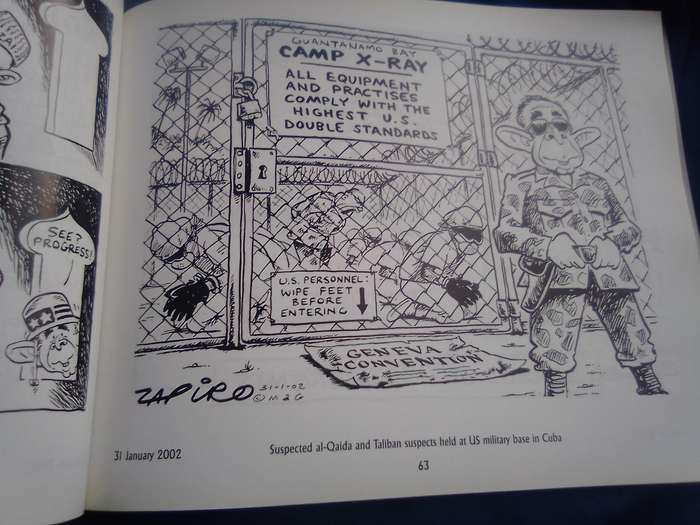 SEE?
PROGRESS!
GUANTANAMO BAY
CAMP X-RAY
ALL EQUIPMENT
AND PRACTISES
COMPLY WITH THE
HIGHEST U.S.
DOUBLE STANDARDS
U.S. PERSONNEL:
WIPE FEET
BEFORE
ENTERING
GENEVA
CONVENTION
ZAPIRO 31-1-02
© M & G
31 January 2002
Suspected al-Qaida and Taliban suspects held at US military base in Cuba
63